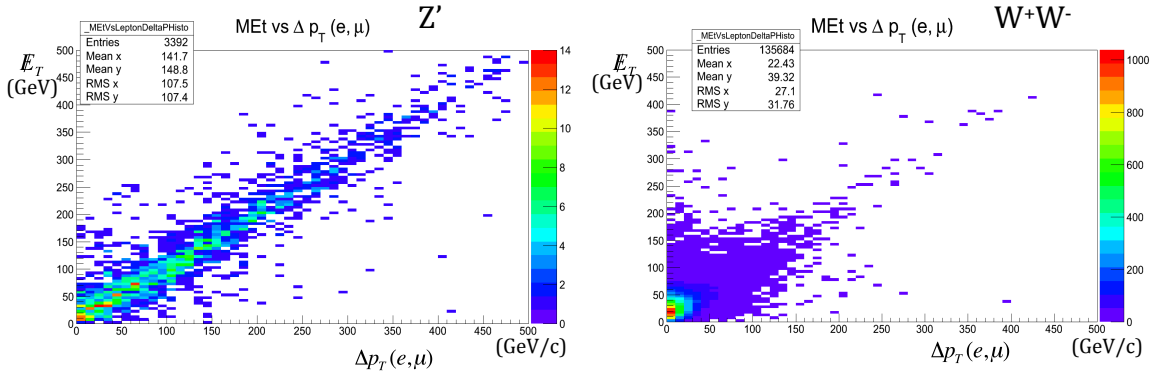 MEt vs Δ p_T (e, μ)
Z'
_MEtVsLeptonDeltaPHisto
Entries 3392
Mean x 141.7
Mean y 148.8
RMS x 107.5
RMS y 107.4
E̸_T
(GeV)
500
450
400
350
300
250
200
150
100
50
0
0 50 100 150 200 250 300 350 400 450 500
14
12
10
8
6
4
2
0
(GeV/c)
Δp_T (e,μ)
MEt vs Δ p_T (e, μ)
W⁺W⁻
_MEtVsLeptonDeltaPHisto
Entries 135684
Mean x 22.43
Mean y 39.32
RMS x 27.1
RMS y 31.76
E̸_T
(GeV)
500
450
400
350
300
250
200
150
100
50
0
0 50 100 150 200 250 300 350 400 450 500
1000
800
600
400
200
0
(GeV/c)
Δp_T (e,μ)